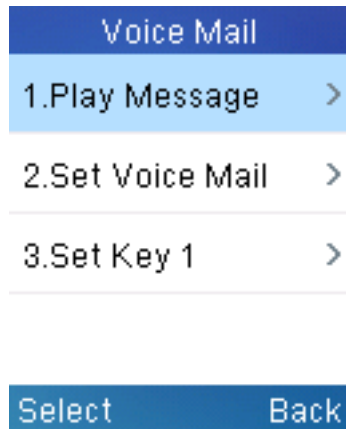 Voice Mail
1.Play Message
2.Set Voice Mail
3.Set Key 1
Select Back